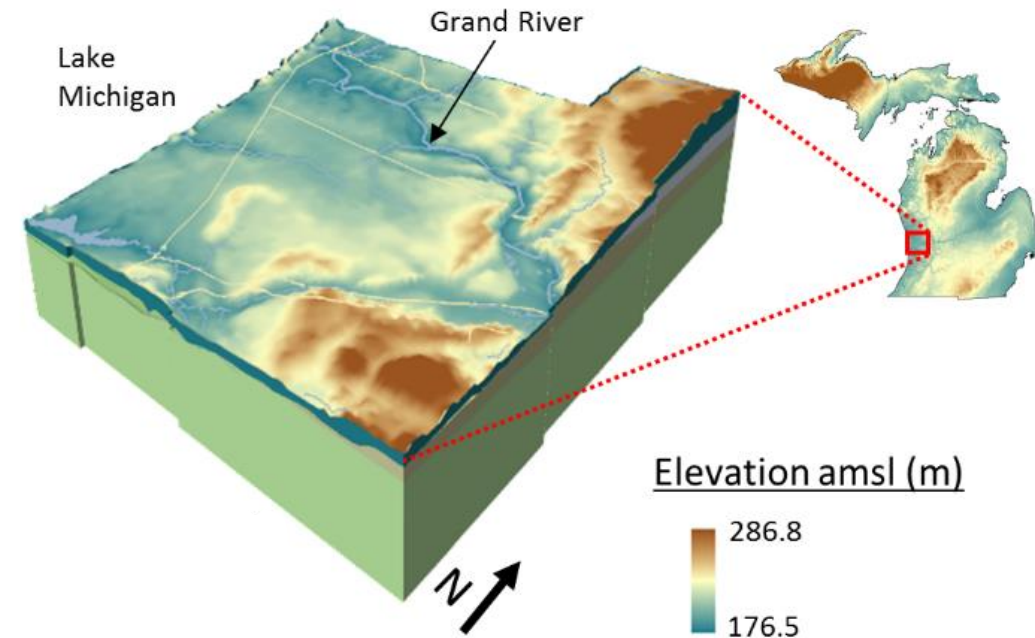 Grand River
Lake
Michigan
Elevation amsl (m)
286.8
176.5
N